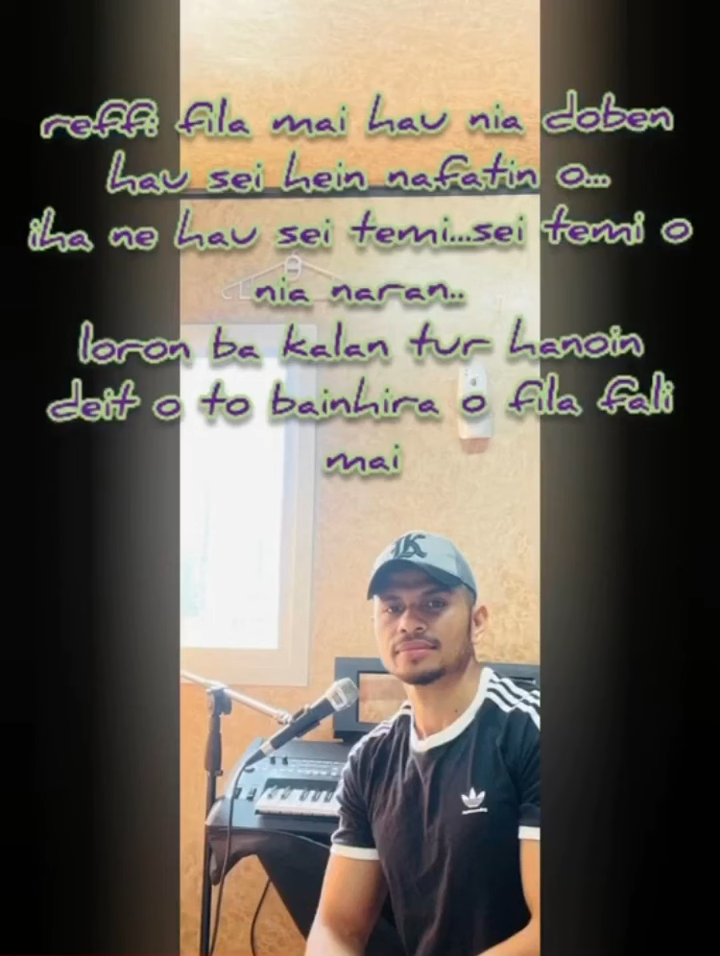 reff: fila mai hau nia doben
hau sei hein nafatin o...
iha ne hau sei temi...sei temi o
nia naran..
loron ba kalan tur hanoin
deit o to bainhira o fila fali
mai
K